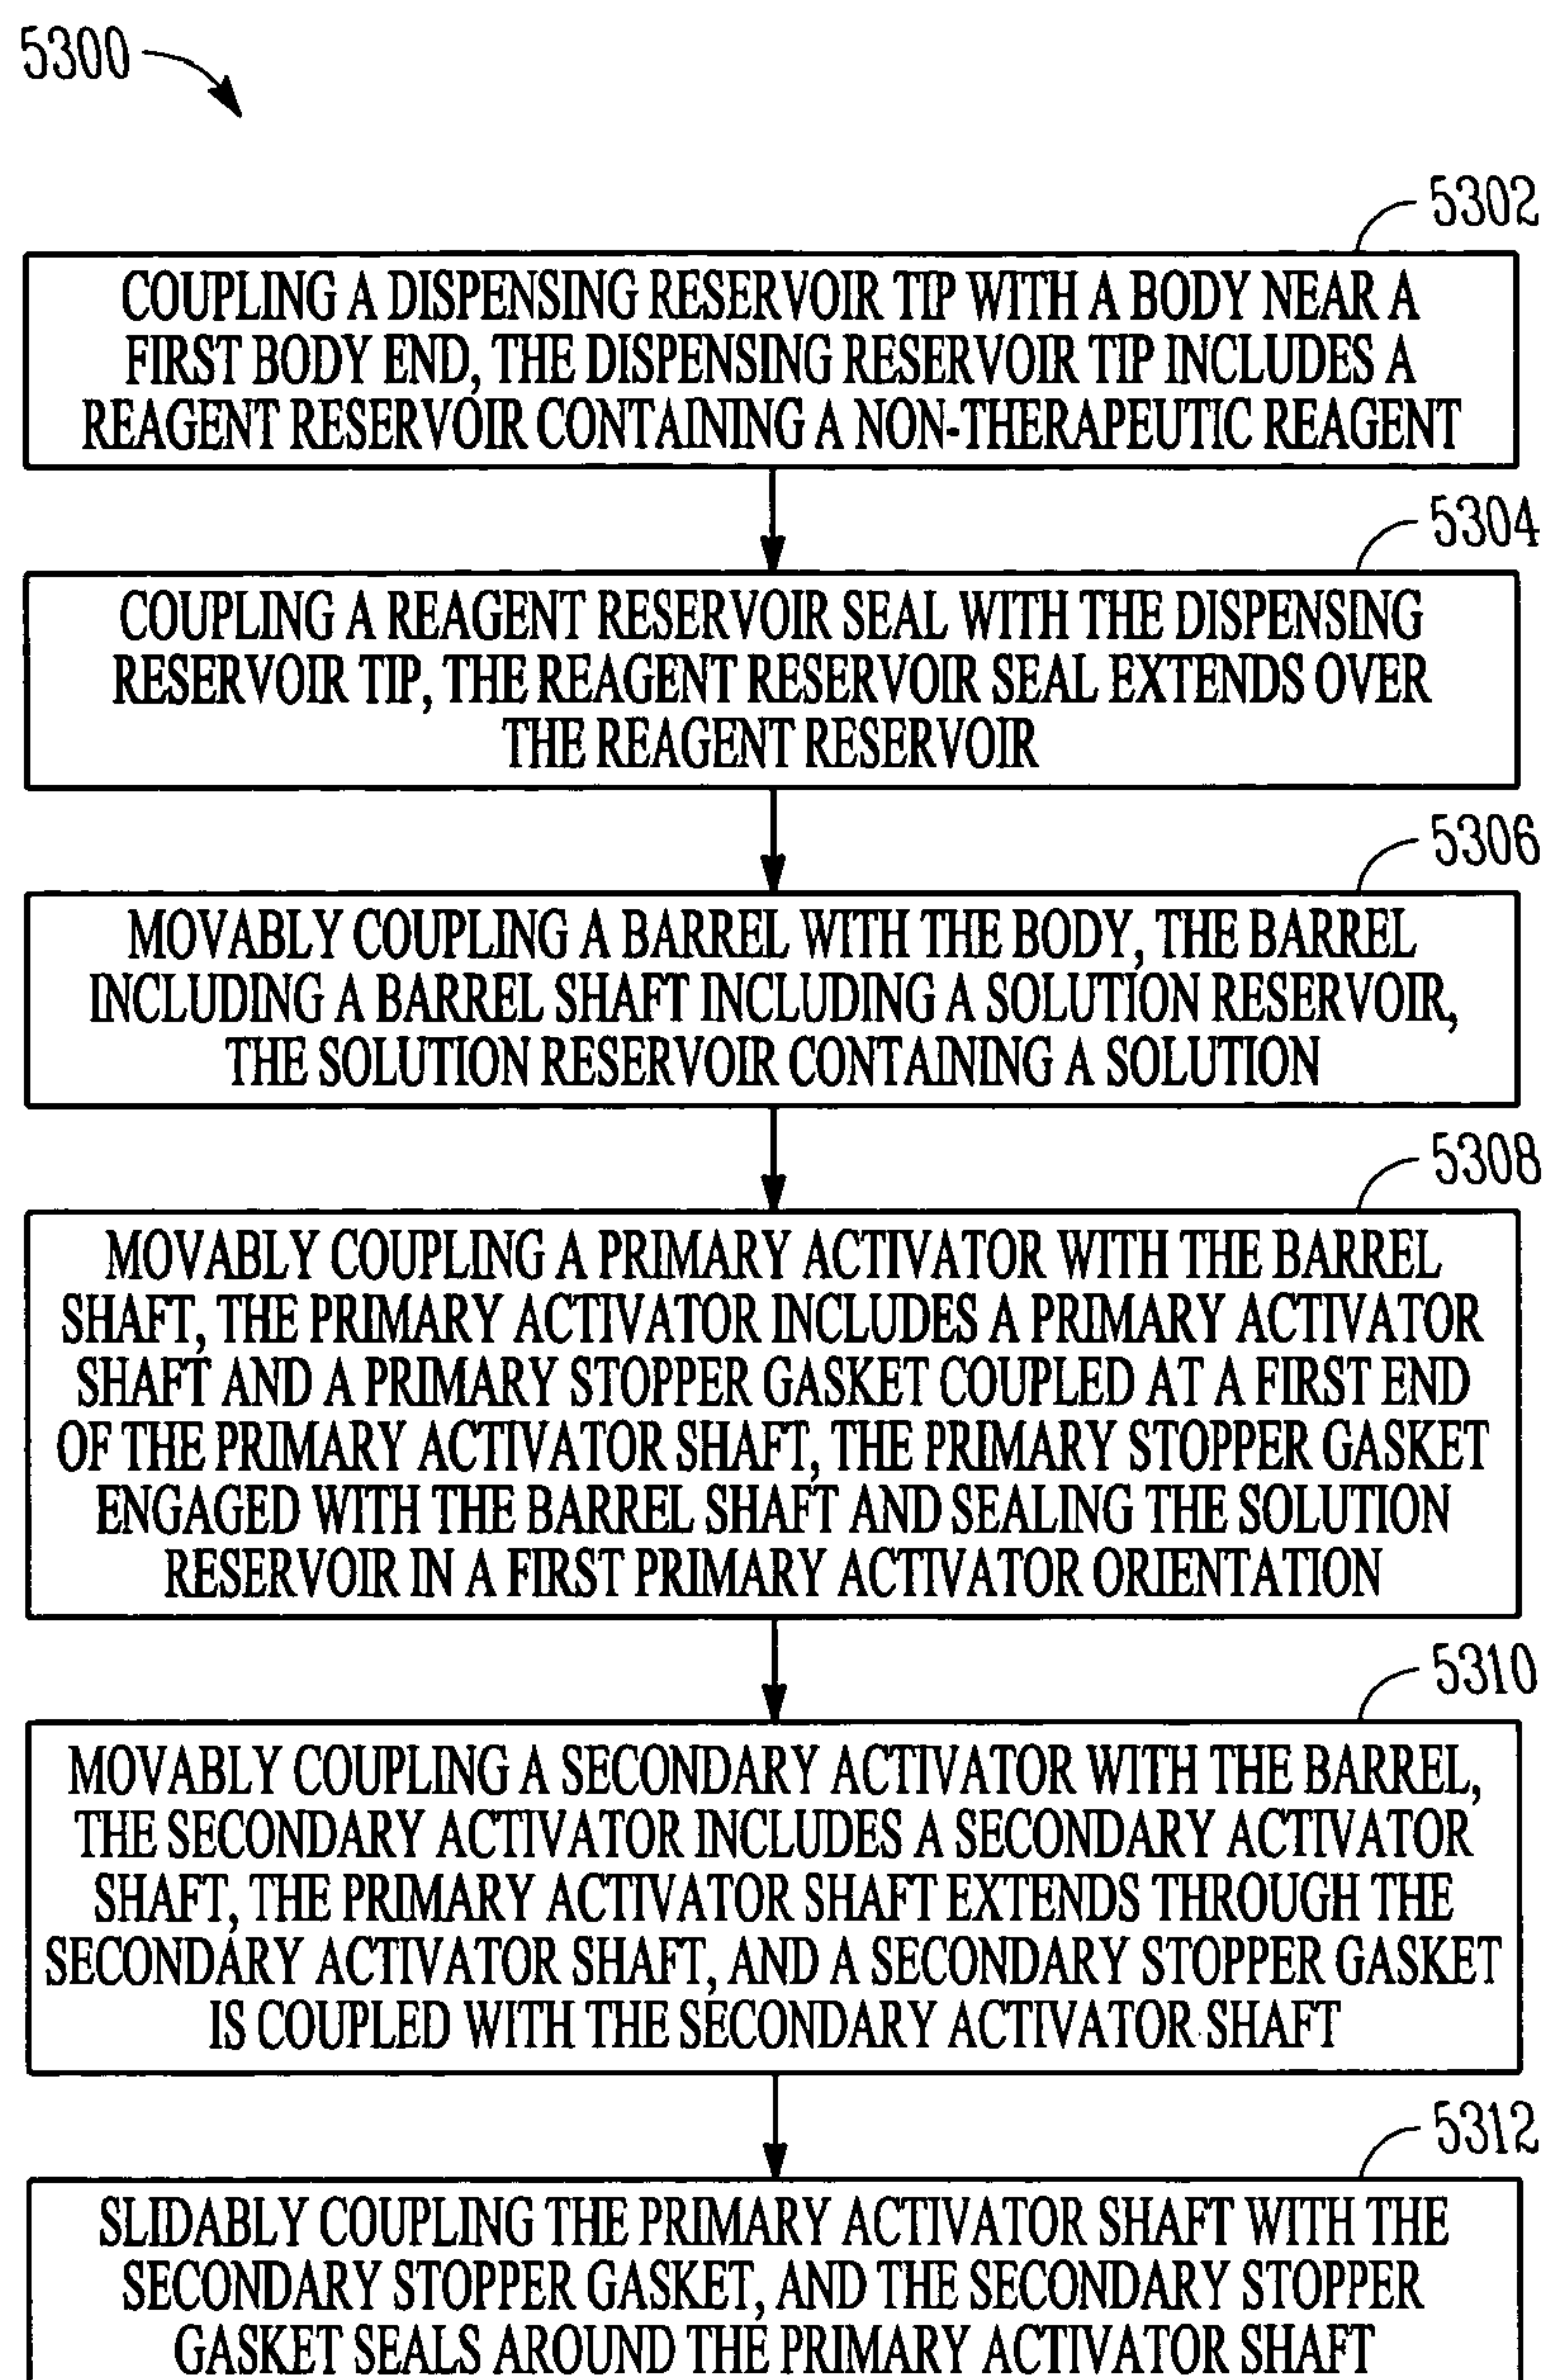 5300
5302
COUPLING A DISPENSING RESERVOIR TIP WITH A BODY NEAR A
FIRST BODY END, THE DISPENSING RESERVOIR TIP INCLUDES A
REAGENT RESERVOIR CONTAINING A NON-THERAPEUTIC REAGENT
5304
COUPLING A REAGENT RESERVOIR SEAL WITH THE DISPENSING
RESERVOIR TIP, THE REAGENT RESERVOIR SEAL EXTENDS OVER
THE REAGENT RESERVOIR
5306
MOVABLY COUPLING A BARREL WITH THE BODY, THE BARREL
INCLUDING A BARREL SHAFT INCLUDING A SOLUTION RESERVOIR,
THE SOLUTION RESERVOIR CONTAINING A SOLUTION
5308
MOVABLY COUPLING A PRIMARY ACTIVATOR WITH THE BARREL
SHAFT, THE PRIMARY ACTIVATOR INCLUDES A PRIMARY ACTIVATOR
SHAFT AND A PRIMARY STOPPER GASKET COUPLED AT A FIRST END
OF THE PRIMARY ACTIVATOR SHAFT, THE PRIMARY STOPPER GASKET
ENGAGED WITH THE BARREL SHAFT AND SEALING THE SOLUTION
RESERVOIR IN A FIRST PRIMARY ACTIVATOR ORIENTATION
5310
MOVABLY COUPLING A SECONDARY ACTIVATOR WITH THE BARREL,
THE SECONDARY ACTIVATOR INCLUDES A SECONDARY ACTIVATOR
SHAFT, THE PRIMARY ACTIVATOR SHAFT EXTENDS THROUGH THE
SECONDARY ACTIVATOR SHAFT, AND A SECONDARY STOPPER GASKET
IS COUPLED WITH THE SECONDARY ACTIVATOR SHAFT
5312
SLIDABLY COUPLING THE PRIMARY ACTIVATOR SHAFT WITH THE
SECONDARY STOPPER GASKET, AND THE SECONDARY STOPPER
GASKET SEALS AROUND THE PRIMARY ACTIVATOR SHAFT